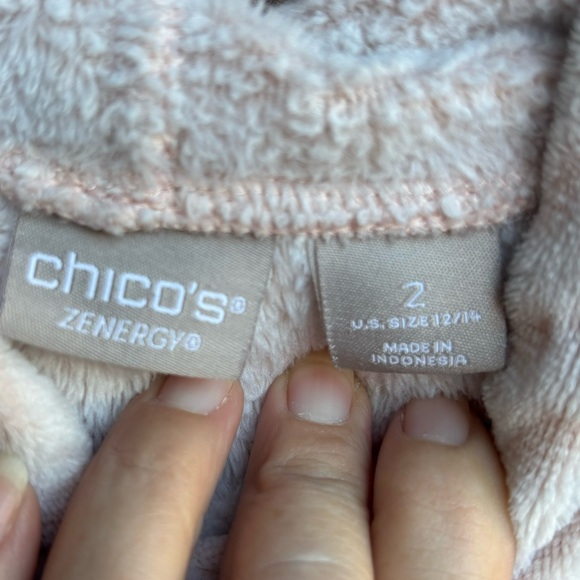 chico's®
ZENERGY®
2
U.S. SIZE 12/14
MADE IN
INDONESIA